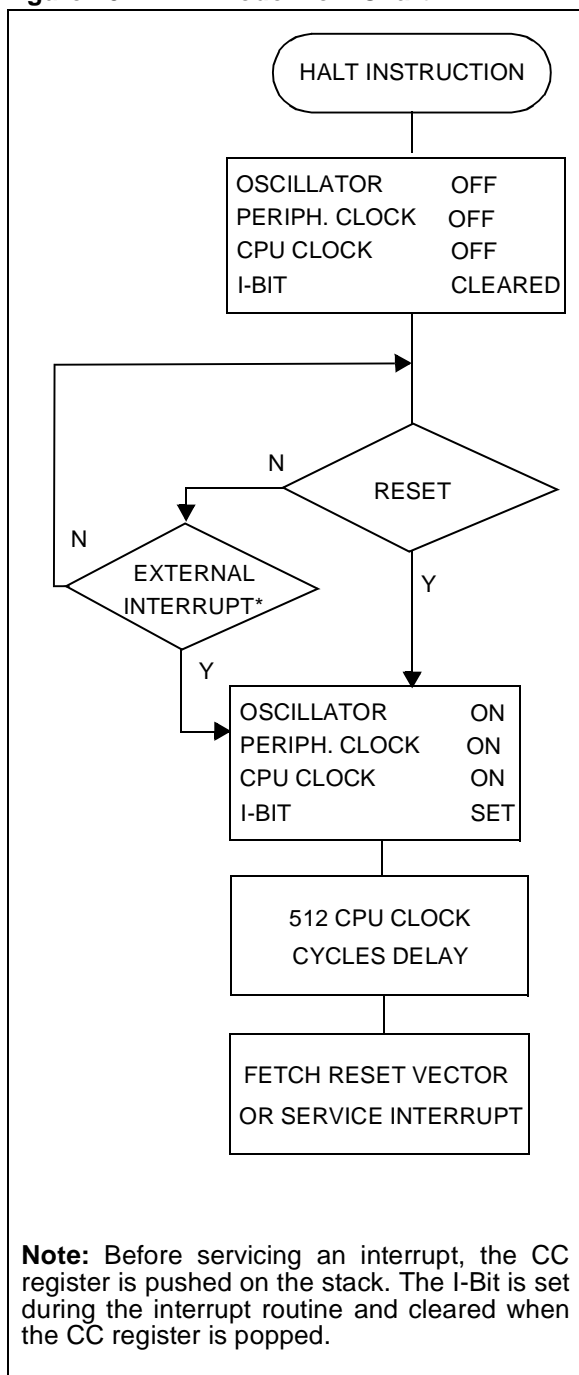 HALT INSTRUCTION
OSCILLATOR OFF
PERIPH. CLOCK OFF
CPU CLOCK OFF
I-BIT CLEARED
RESET
N
N
EXTERNAL
INTERRUPT*
Y
Y
OSCILLATOR ON
PERIPH. CLOCK ON
CPU CLOCK ON
I-BIT SET
512 CPU CLOCK
CYCLES DELAY
FETCH RESET VECTOR
OR SERVICE INTERRUPT
Note: Before servicing an interrupt, the CC
register is pushed on the stack. The I-Bit is set
during the interrupt routine and cleared when
the CC register is popped.